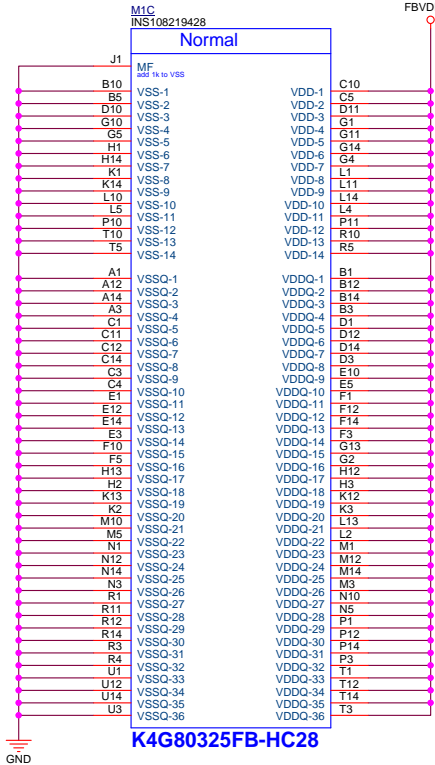 M1C
INS108219428
FBVD
Normal
J1 MF
add 1k to VSS
B10 VSS-1 VDD-1 C10
B5 VSS-2 VDD-2 C5
D10 VSS-3 VDD-3 D11
G10 VSS-4 VDD-4 G1
G5 VSS-5 VDD-5 G11
H1 VSS-6 VDD-6 G14
H14 VSS-7 VDD-7 G4
K1 VSS-8 VDD-8 L1
K14 VSS-9 VDD-9 L11
L10 VSS-10 VDD-10 L14
L5 VSS-11 VDD-11 L4
P10 VSS-12 VDD-12 P11
T10 VSS-13 VDD-13 R10
T5 VSS-14 VDD-14 R5
A1 VSSQ-1 VDDQ-1 B1
A12 VSSQ-2 VDDQ-2 B12
A14 VSSQ-3 VDDQ-3 B14
A3 VSSQ-4 VDDQ-4 B3
C1 VSSQ-5 VDDQ-5 D1
C11 VSSQ-6 VDDQ-6 D12
C12 VSSQ-7 VDDQ-7 D14
C14 VSSQ-8 VDDQ-8 D3
C3 VSSQ-9 VDDQ-9 E10
C4 VSSQ-10 VDDQ-10 E5
E1 VSSQ-11 VDDQ-11 F1
E12 VSSQ-12 VDDQ-12 F12
E14 VSSQ-13 VDDQ-13 F14
E3 VSSQ-14 VDDQ-14 F3
F10 VSSQ-15 VDDQ-15 G13
F5 VSSQ-16 VDDQ-16 G2
H13 VSSQ-17 VDDQ-17 H12
H2 VSSQ-18 VDDQ-18 H3
K13 VSSQ-19 VDDQ-19 K12
K2 VSSQ-20 VDDQ-20 K3
M10 VSSQ-21 VDDQ-21 L13
M5 VSSQ-22 VDDQ-22 L2
N1 VSSQ-23 VDDQ-23 M1
N12 VSSQ-24 VDDQ-24 M12
N14 VSSQ-25 VDDQ-25 M14
N3 VSSQ-26 VDDQ-26 M3
R1 VSSQ-27 VDDQ-27 N10
R11 VSSQ-28 VDDQ-28 N5
R12 VSSQ-29 VDDQ-29 P1
R14 VSSQ-30 VDDQ-30 P12
R3 VSSQ-31 VDDQ-31 P14
R4 VSSQ-32 VDDQ-32 P3
U1 VSSQ-33 VDDQ-33 T1
U12 VSSQ-34 VDDQ-34 T12
U14 VSSQ-35 VDDQ-35 T14
U3 VSSQ-36 VDDQ-36 T3
K4G80325FB-HC28
GND